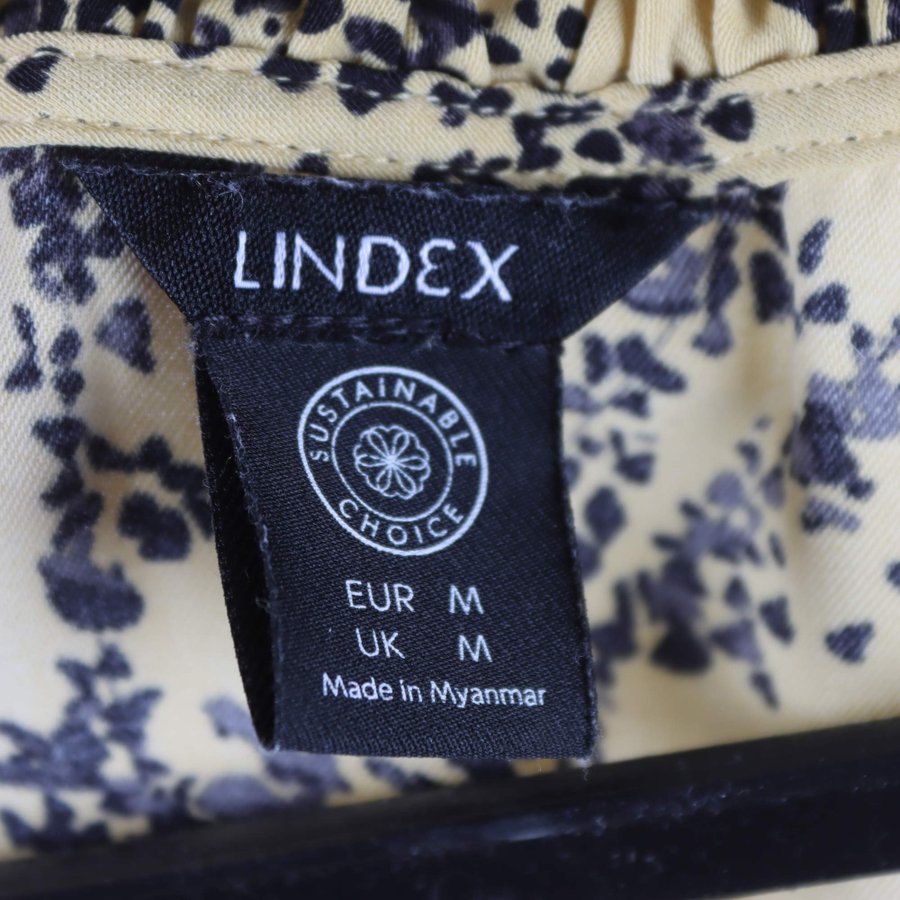 LINDEX
SUSTAINABLE
CHOICE
EUR M
UK M
Made in Myanmar